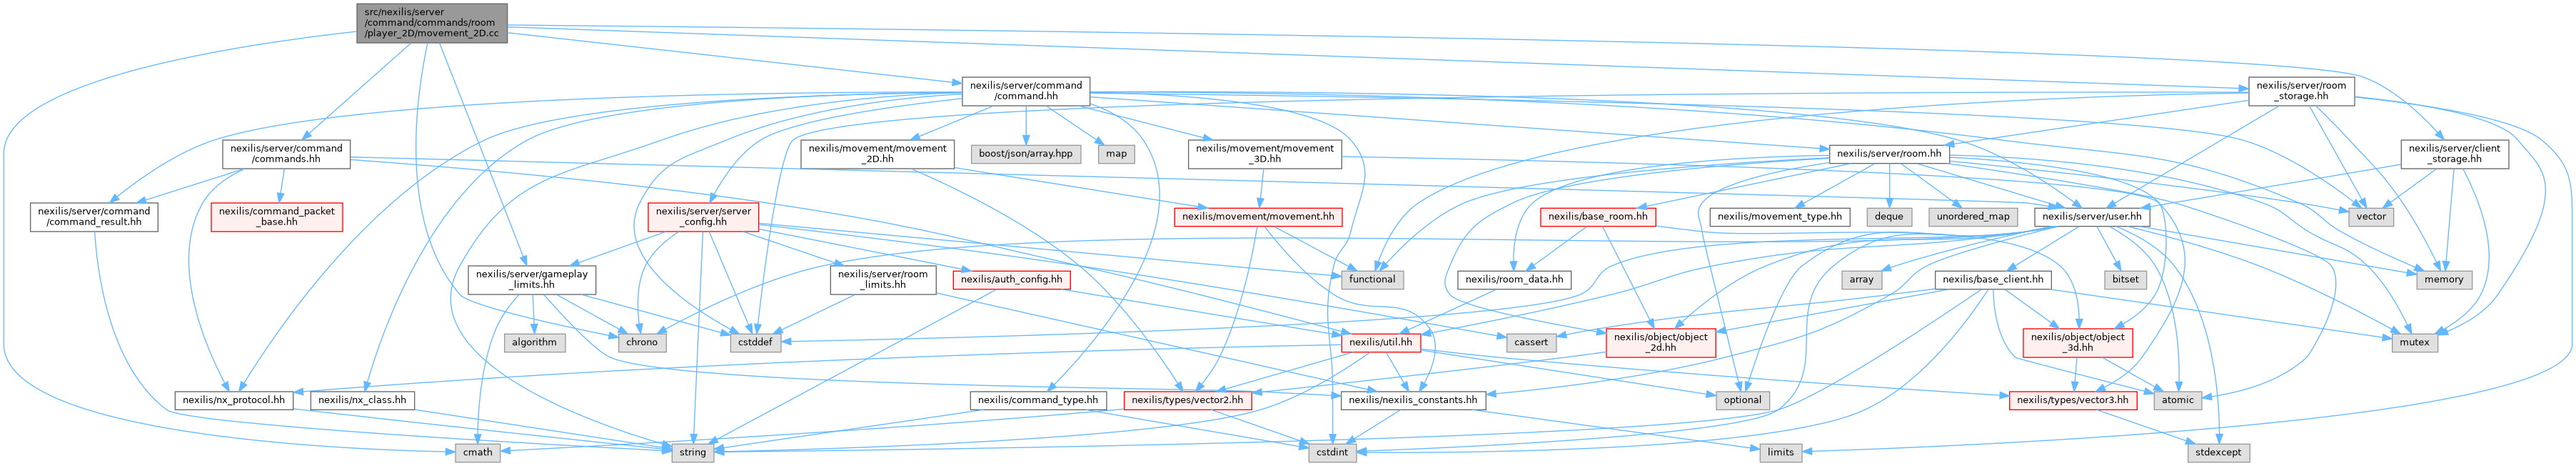 src/nexilis/server
/command/commands/room
/player_2D/movement_2D.cc
nexilis/server/command
/command.hh
nexilis/server/room
_storage.hh
nexilis/server/command
/commands.hh
nexilis/movement/movement
_2D.hh
boost/json/array.hpp
map
nexilis/movement/movement
_3D.hh
nexilis/server/room.hh
nexilis/server/client
_storage.hh
nexilis/server/command
/command_result.hh
nexilis/command_packet
_base.hh
nexilis/server/server
_config.hh
nexilis/movement/movement.hh
nexilis/base_room.hh
nexilis/movement_type.hh
deque
unordered_map
nexilis/server/user.hh
vector
nexilis/server/gameplay
_limits.hh
nexilis/server/room
_limits.hh
nexilis/auth_config.hh
functional
nexilis/room_data.hh
array
nexilis/base_client.hh
bitset
memory
algorithm
chrono
cstddef
cassert
nexilis/util.hh
nexilis/object/object
_2d.hh
nexilis/object/object
_3d.hh
mutex
nexilis/nx_protocol.hh
nexilis/nx_class.hh
nexilis/command_type.hh
nexilis/types/vector2.hh
nexilis/nexilis_constants.hh
optional
nexilis/types/vector3.hh
atomic
cmath
string
cstdint
limits
stdexcept